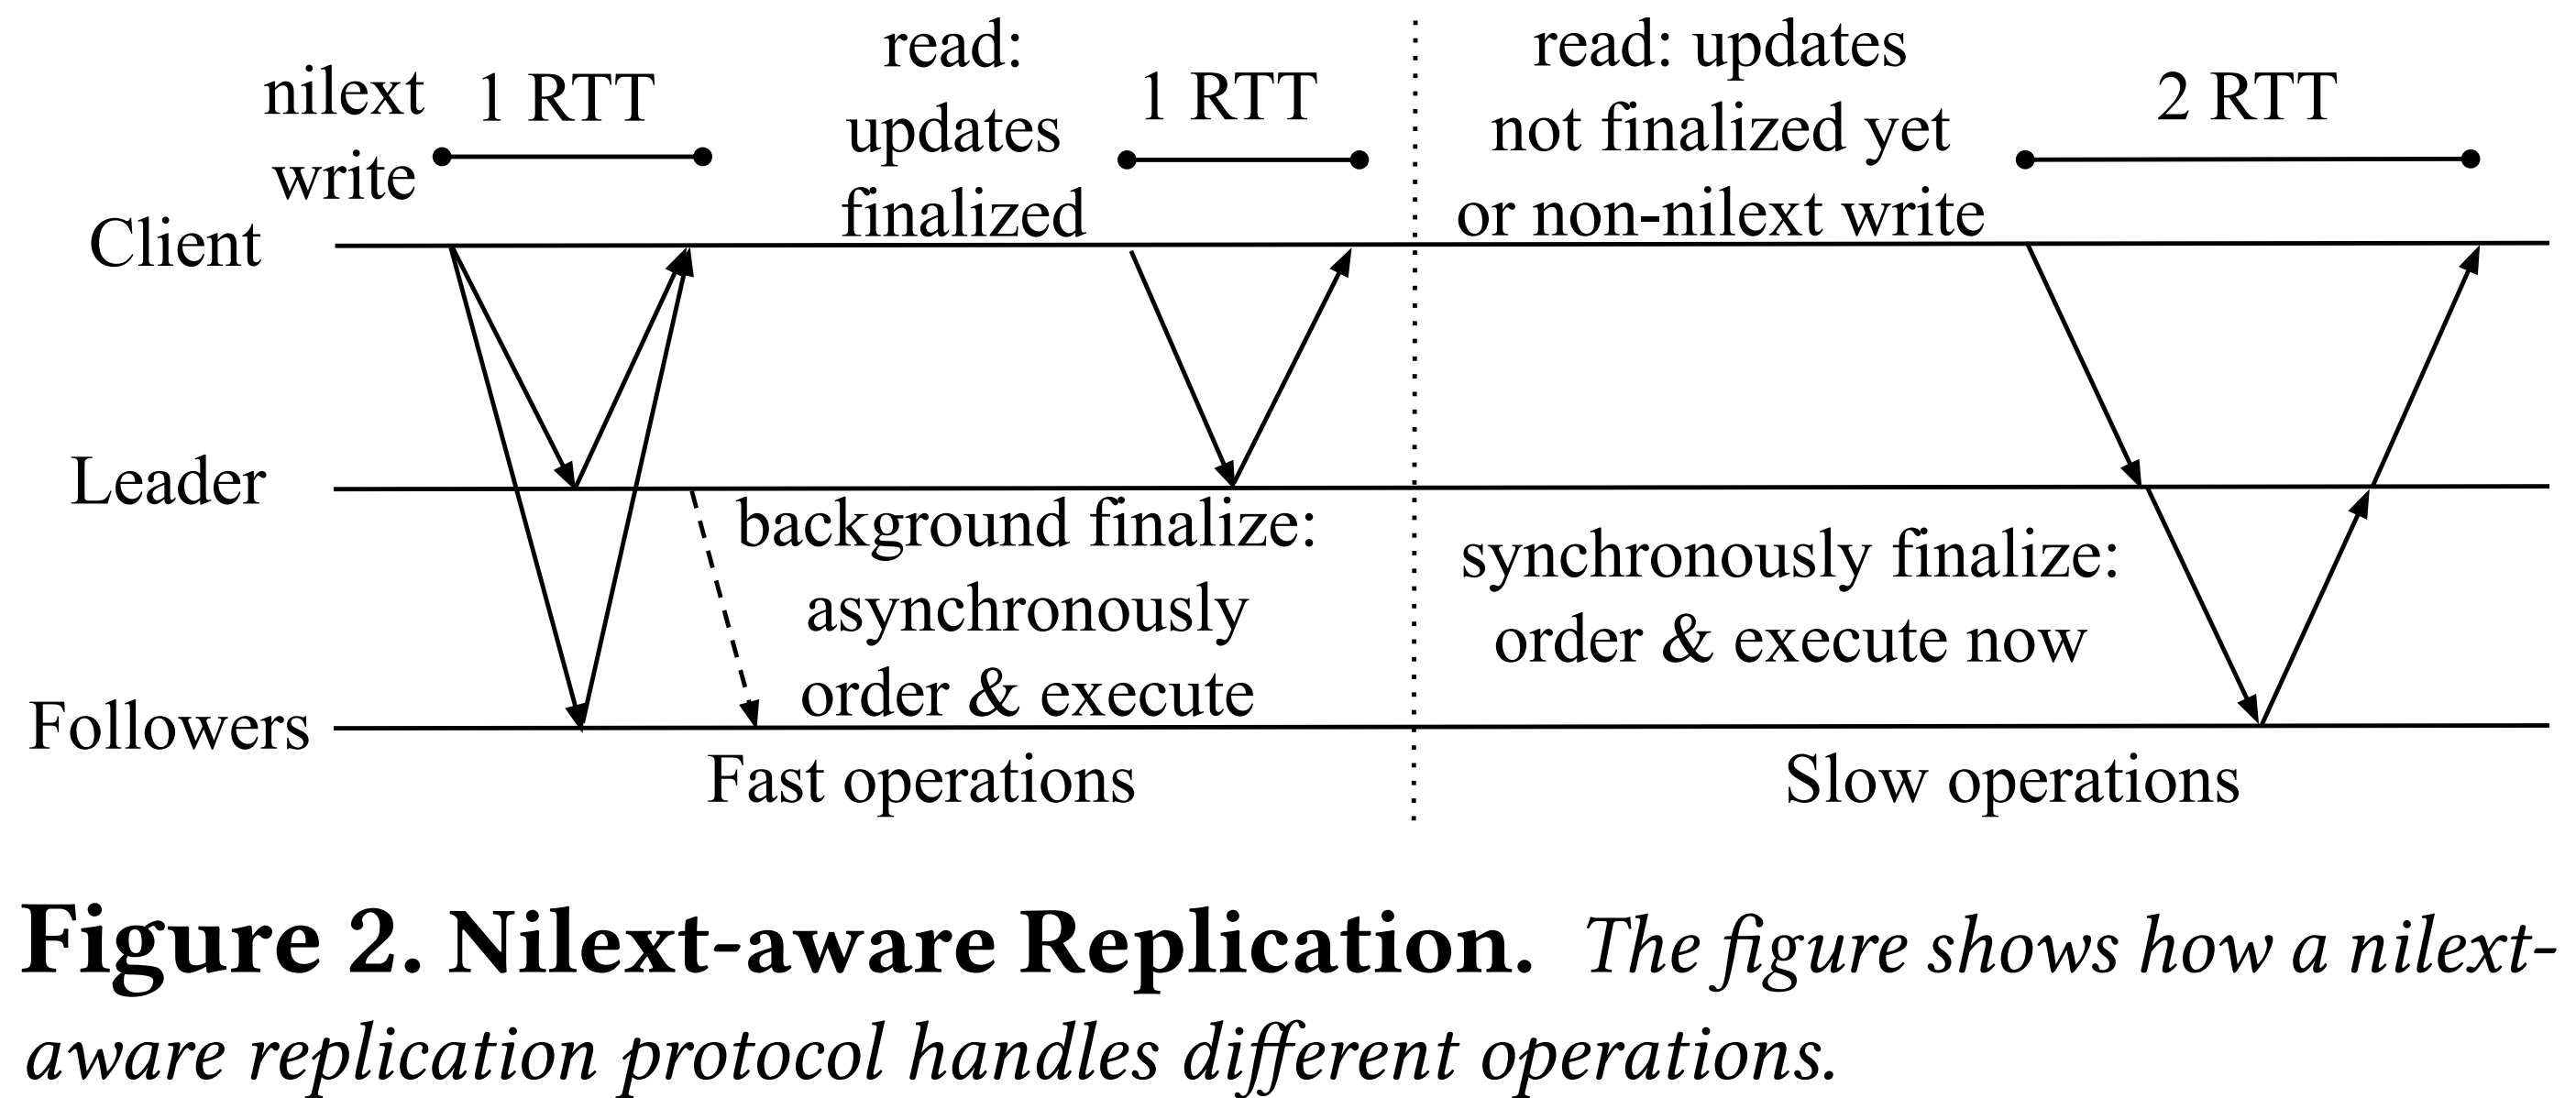 nilext
write
1 RTT
read:
updates
finalized
1 RTT
read: updates
not finalized yet
or non-nilext write
2 RTT
Client
Leader
background finalize:
asynchronously
order & execute
synchronously finalize:
order & execute now
Followers
Fast operations
Slow operations
Figure 2. Nilext-aware Replication. The figure shows how a nilext-
aware replication protocol handles different operations.